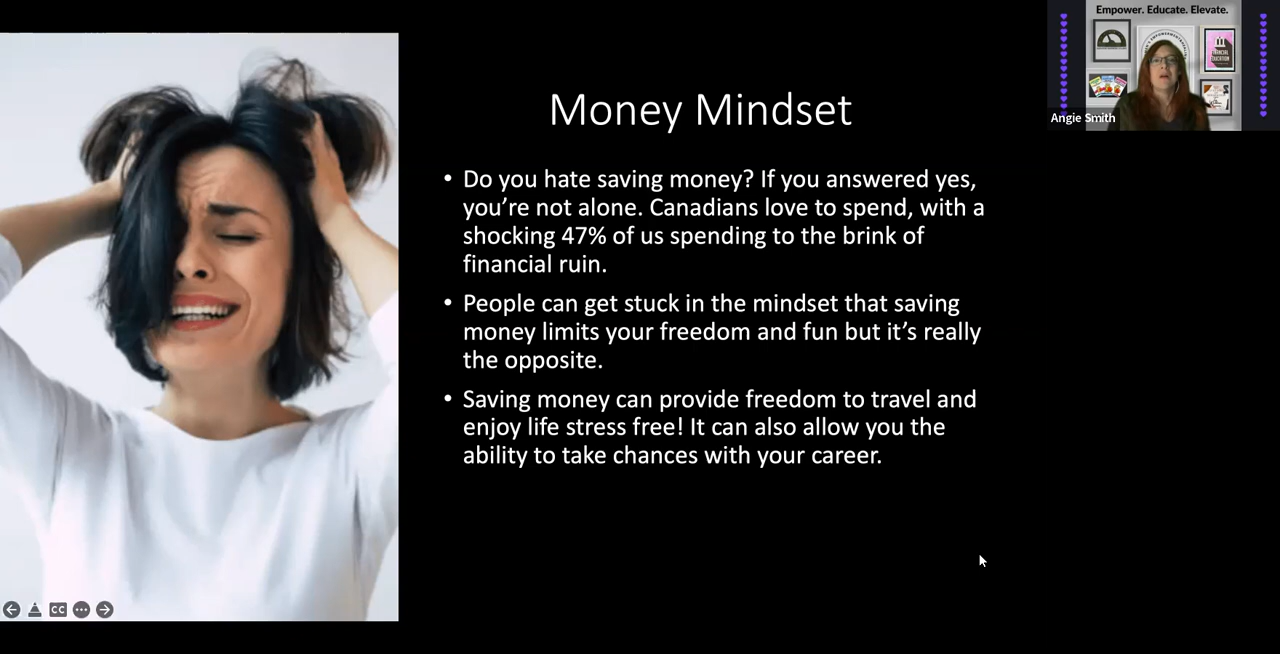 Empower. Educate. Elevate.
FINANCIAL
EDUCATION
Angie Smith
Money Mindset
• Do you hate saving money? If you answered yes,
you're not alone. Canadians love to spend, with a
shocking 47% of us spending to the brink of
financial ruin.
• People can get stuck in the mindset that saving
money limits your freedom and fun but it's really
the opposite.
• Saving money can provide freedom to travel and
enjoy life stress free! It can also allow you the
ability to take chances with your career.
CC